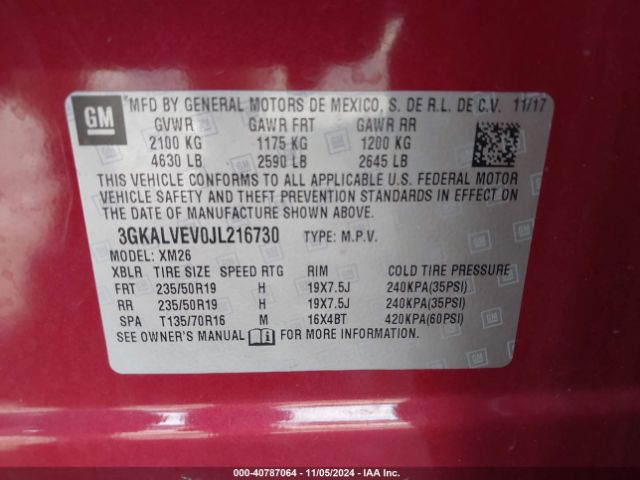 GM
MFD BY GENERAL MOTORS DE MEXICO, S. DE R.L. DE C.V. 11/17
GVWR GAWR FRT GAWR RR
2100 KG 1175 KG 1200 KG
4630 LB 2590 LB 2645 LB
THIS VEHICLE CONFORMS TO ALL APPLICABLE U.S. FEDERAL MOTOR
VEHICLE SAFETY AND THEFT PREVENTION STANDARDS IN EFFECT ON
THE DATE OF MANUFACTURE SHOWN ABOVE.
3GKALVEV0JL216730 TYPE: M.P.V.
MODEL: XM26
XBLR TIRE SIZE SPEED RTG RIM COLD TIRE PRESSURE
FRT 235/50R19 H 19X7.5J 240KPA(35PSI)
RR 235/50R19 H 19X7.5J 240KPA(35PSI)
SPA T135/70R16 M 16X4BT 420KPA(60PSI)
SEE OWNER'S MANUAL FOR MORE INFORMATION.
000-40787064 - 11/05/2024 - IAAI.COM